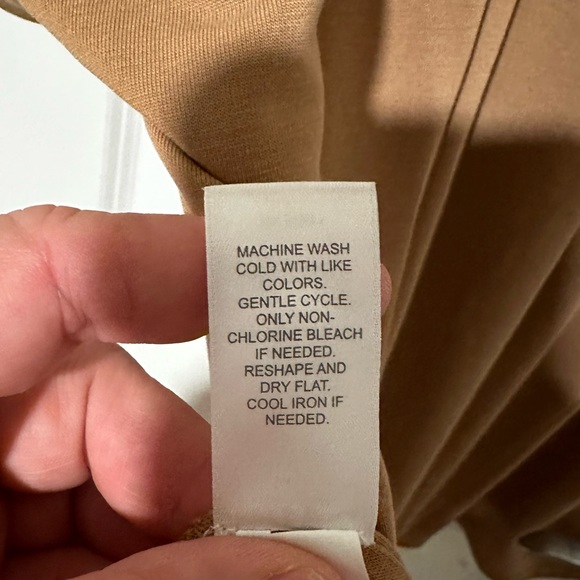 MACHINE WASH
COLD WITH LIKE
COLORS.
GENTLE CYCLE.
ONLY NON-
CHLORINE BLEACH
IF NEEDED.
RESHAPE AND
DRY FLAT.
COOL IRON IF
NEEDED.